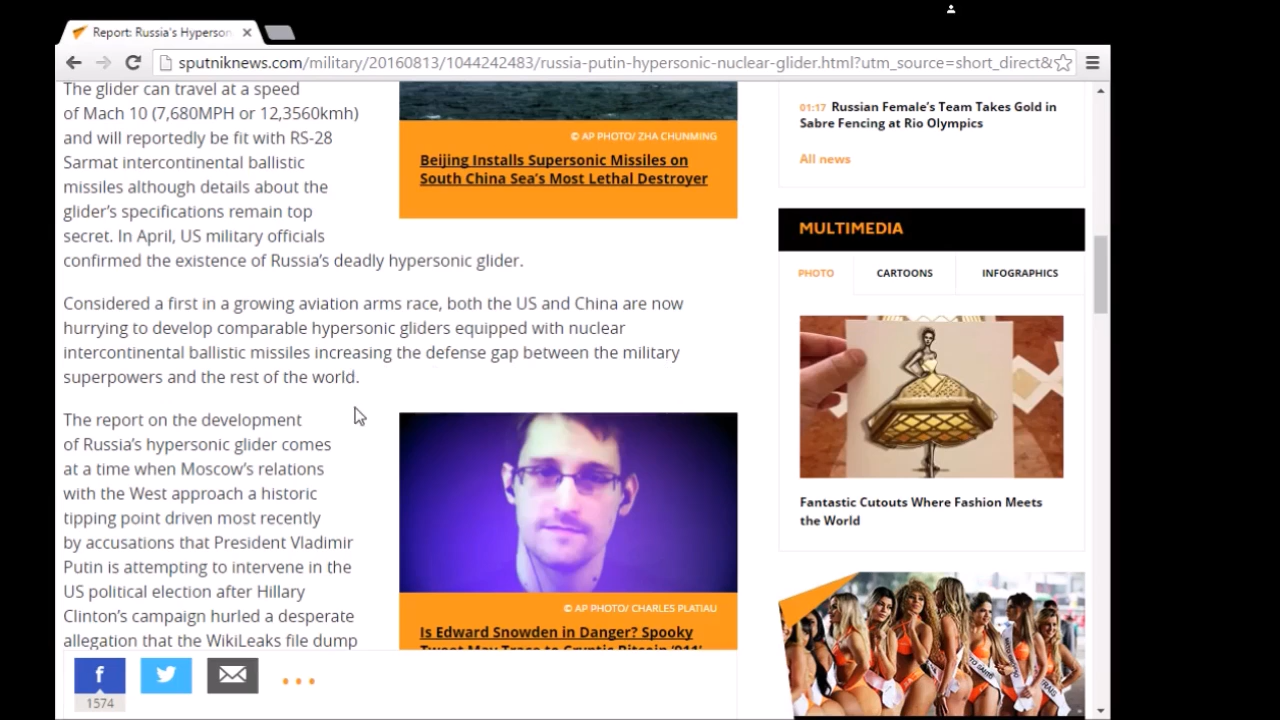 Report: Russia's Hyperson
sputniknews.com/military/20160813/1044242483/russia-putin-hypersonic-nuclear-glider.html?utm_source=short_direct&
The glider can travel at a speed
of Mach 10 (7,680MPH or 12,3560kmh)
and will reportedly be fit with RS-28
Sarmat intercontinental ballistic
missiles although details about the
glider’s specifications remain top
secret. In April, US military officials
confirmed the existence of Russia’s deadly hypersonic glider.
© AP PHOTO/ ZHA CHUNMING
Beijing Installs Supersonic Missiles on
South China Sea’s Most Lethal Destroyer
Considered a first in a growing aviation arms race, both the US and China are now
hurrying to develop comparable hypersonic gliders equipped with nuclear
intercontinental ballistic missiles increasing the defense gap between the military
superpowers and the rest of the world.
The report on the development
of Russia’s hypersonic glider comes
at a time when Moscow’s relations
with the West approach a historic
tipping point driven most recently
by accusations that President Vladimir
Putin is attempting to intervene in the
US political election after Hillary
Clinton’s campaign hurled a desperate
allegation that the WikiLeaks file dump
© AP PHOTO/ CHARLES PLATIAU
Is Edward Snowden in Danger? Spooky
Tweet May Trace to Cryptic Bitcoin ‘911’
f
1574
01:17 Russian Female’s Team Takes Gold in
Sabre Fencing at Rio Olympics
All news
MULTIMEDIA
PHOTO
CARTOONS
INFOGRAPHICS
Fantastic Cutouts Where Fashion Meets
the World